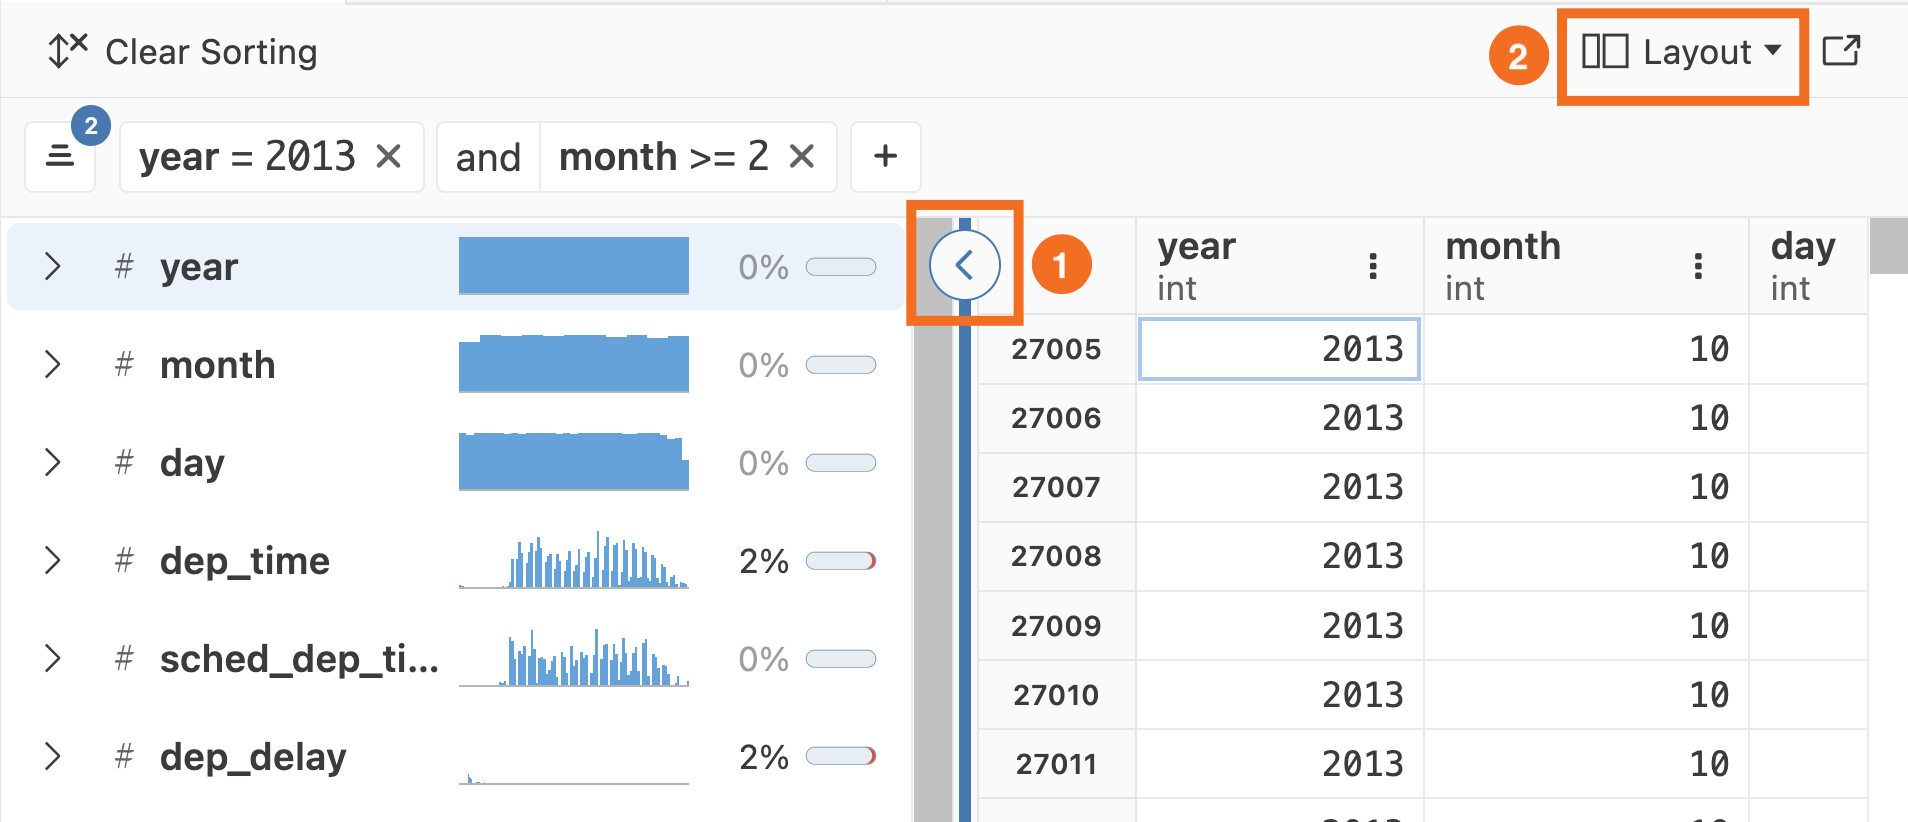 Clear Sorting
2
Layout
2
year = 2013
and
month >= 2
+
# year 0%
# month 0%
# day 0%
# dep_time 2%
# sched_dep_ti... 0%
# dep_delay 2%
1
year month day
int int int
27005 2013 10
27006 2013 10
27007 2013 10
27008 2013 10
27009 2013 10
27010 2013 10
27011 2013 10